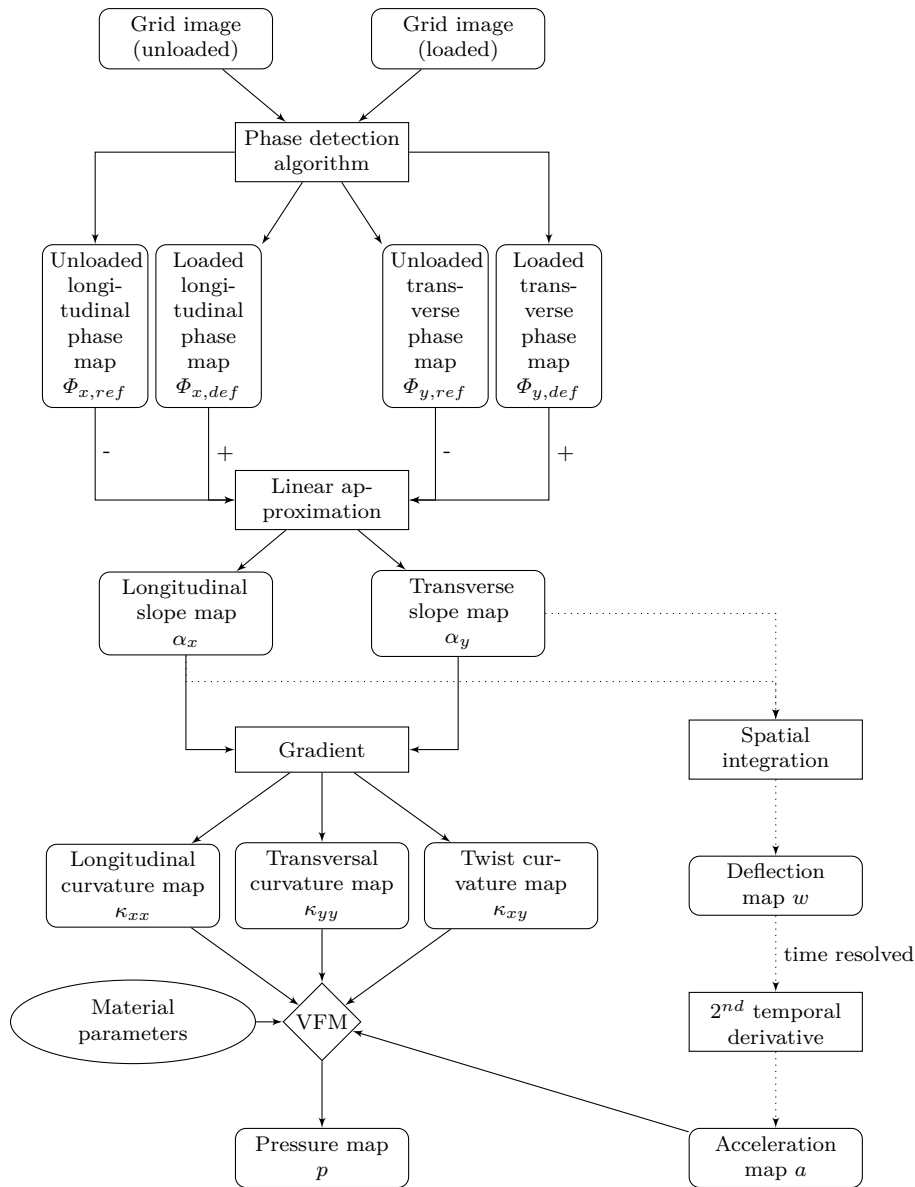 Grid image
(unloaded)
Grid image
(loaded)
Phase detection
algorithm
Unloaded
longi-
tudinal
phase
map
Φx,ref
Loaded
longi-
tudinal
phase
map
Φx,def
Unloaded
trans-
verse
phase
map
Φy,ref
Loaded
trans-
verse
phase
map
Φy,def
-
+
-
+
Linear ap-
proximation
Longitudinal
slope map
αx
Transverse
slope map
αy
Gradient
Spatial
integration
Longitudinal
curvature map
κxx
Transversal
curvature map
κyy
Twist cur-
vature map
κxy
Deflection
map w
time resolved
Material
parameters
VFM
2nd temporal
derivative
Pressure map
p
Acceleration
map a